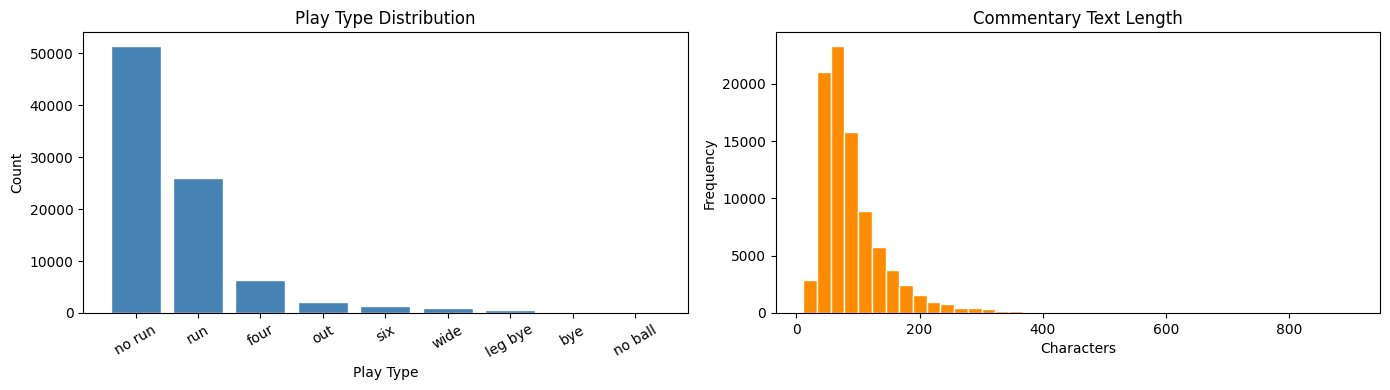 Play Type Distribution
Count
50000
40000
30000
20000
10000
0
no run
run
four
out
six
wide
leg bye
bye
no ball
Play Type
Commentary Text Length
Frequency
20000
15000
10000
5000
0
0
200
400
600
800
Characters